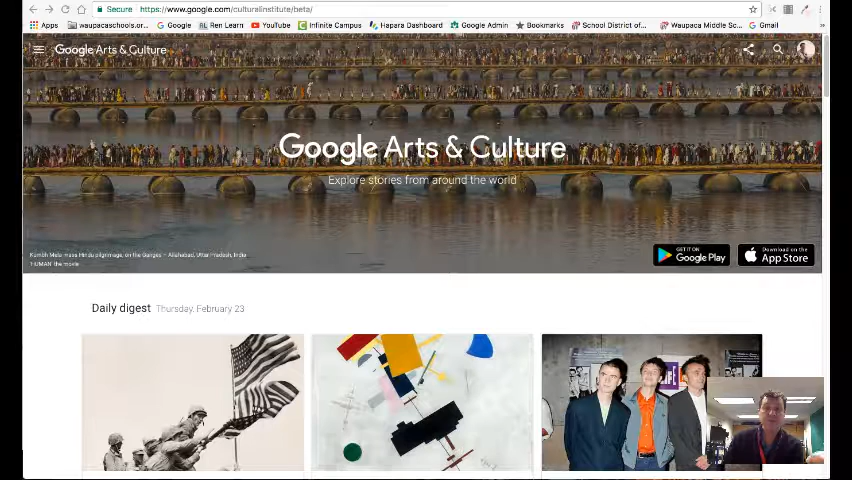 Secure https://www.google.com/culturalinstitute/beta/
Apps waupacaschools.or... Google Ren Learn YouTube Infinite Campus Hapara Dashboard Google Admin Bookmarks School District of... Waupaca Middle Sc... Gmail »
Google Arts & Culture
Google Arts & Culture
Explore stories from around the world
Kumbh Mela mass Hindu pilgrimage, on the Ganges – Allahabad, Uttar Pradesh, India
'HUMAN' the movie
GET IT ON
Google Play
Download on the
App Store
Daily digest Thursday, February 23
LIFE